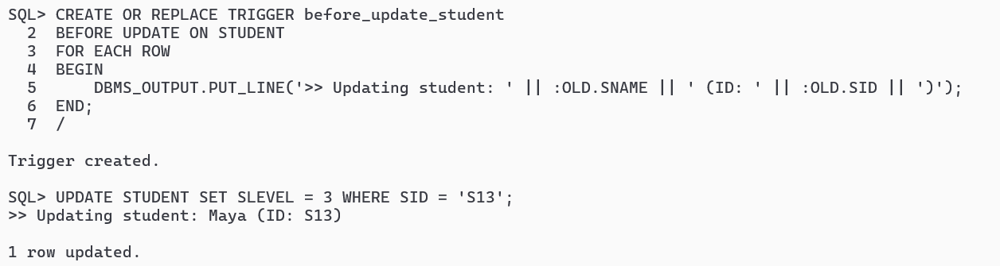 SQL> CREATE OR REPLACE TRIGGER before_update_student
  2  BEFORE UPDATE ON STUDENT
  3  FOR EACH ROW
  4  BEGIN
  5      DBMS_OUTPUT.PUT_LINE('>> Updating student: ' || :OLD.SNAME || ' (ID: ' || :OLD.SID || ')');
  6  END;
  7  /
Trigger created.
SQL> UPDATE STUDENT SET SLEVEL = 3 WHERE SID = 'S13';
>> Updating student: Maya (ID: S13)
1 row updated.